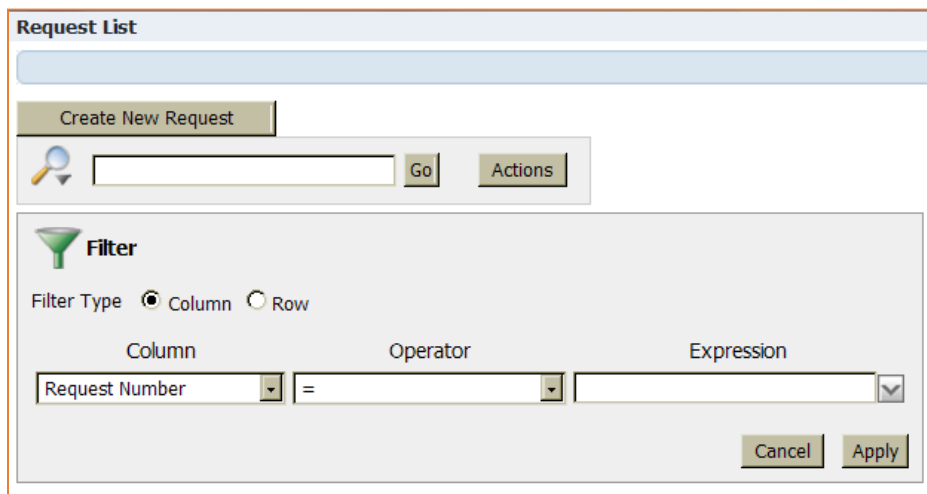 Request List
Create New Request
Go Actions
Filter
Filter Type Column Row
Column Operator Expression
Request Number =
Cancel Apply